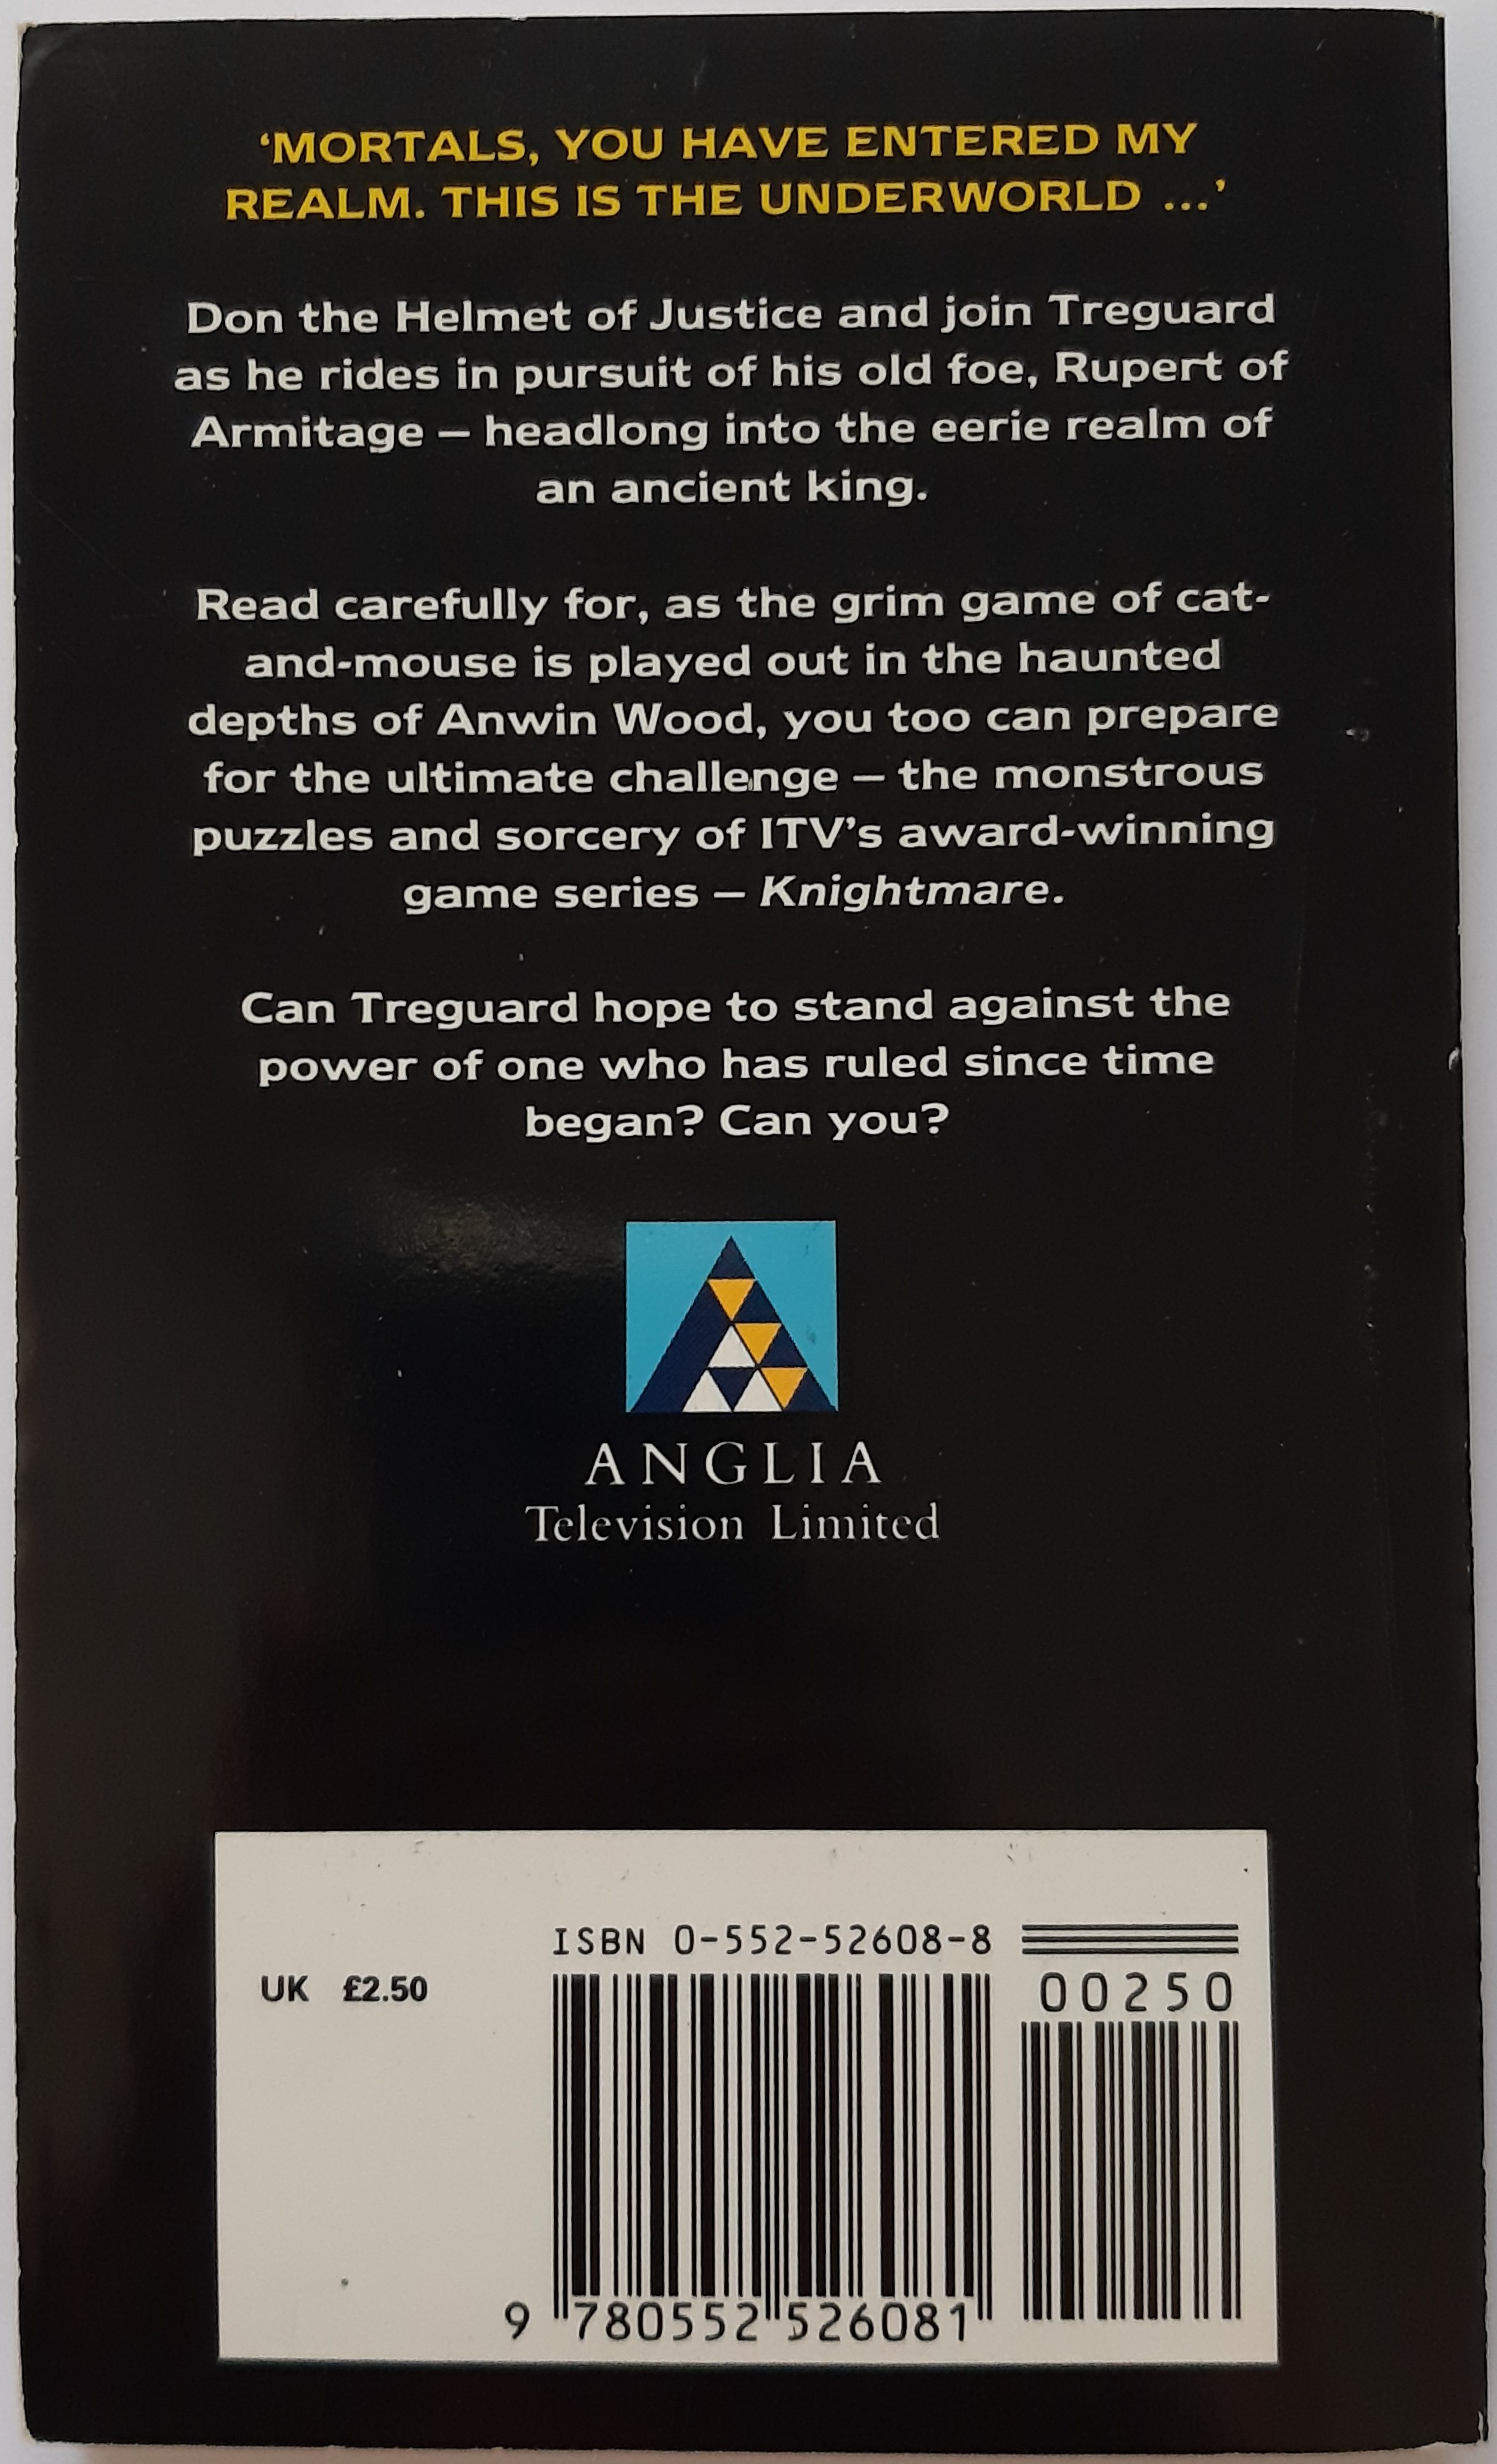 ‘MORTALS, YOU HAVE ENTERED MY
REALM. THIS IS THE UNDERWORLD ...’
Don the Helmet of Justice and join Treguard
as he rides in pursuit of his old foe, Rupert of
Armitage – headlong into the eerie realm of
an ancient king.
Read carefully for, as the grim game of cat-
and-mouse is played out in the haunted
depths of Anwin Wood, you too can prepare
for the ultimate challenge – the monstrous
puzzles and sorcery of ITV’s award-winning
game series – Knightmare.
Can Treguard hope to stand against the
power of one who has ruled since time
began? Can you?
ANGLIA
Television Limited
ISBN 0-552-52608-8
UK £2.50
00250
9 780552 526081